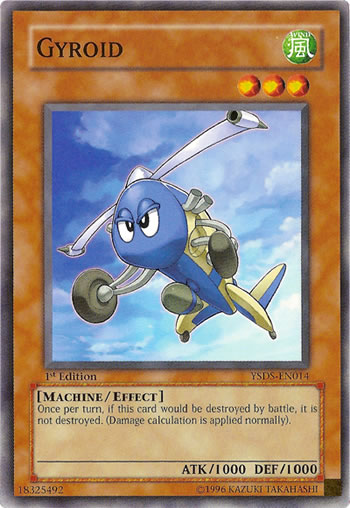 GYROID
WIND
風
1st Edition
YSDS-EN014
[MACHINE/EFFECT]
Once per turn, if this card would be destroyed by battle, it is
not destroyed. (Damage calculation is applied normally).
ATK/1000 DEF/1000
18325492
©1996 KAZUKI TAKAHASHI